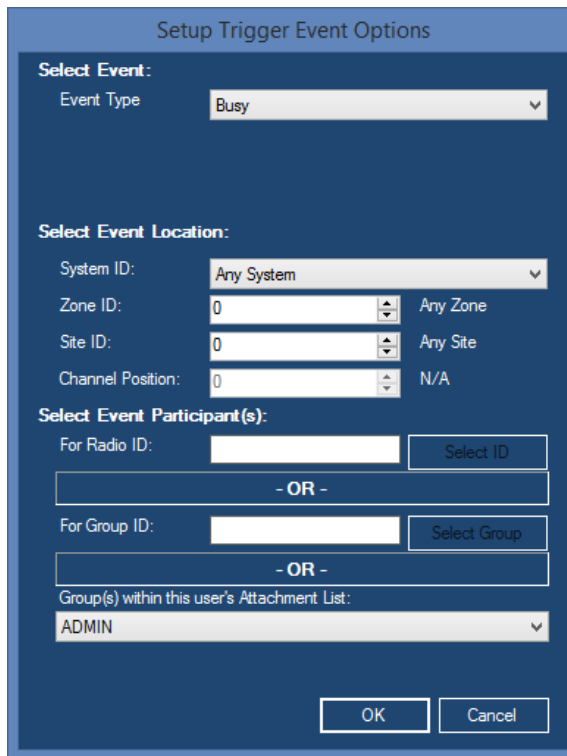 Setup Trigger Event Options
Select Event:
Event Type Busy
Select Event Location:
System ID: Any System
Zone ID: 0 Any Zone
Site ID: 0 Any Site
Channel Position: 0 N/A
Select Event Participant(s):
For Radio ID: Select ID
- OR -
For Group ID: Select Group
- OR -
Group(s) within this user's Attachment List:
ADMIN
OK Cancel